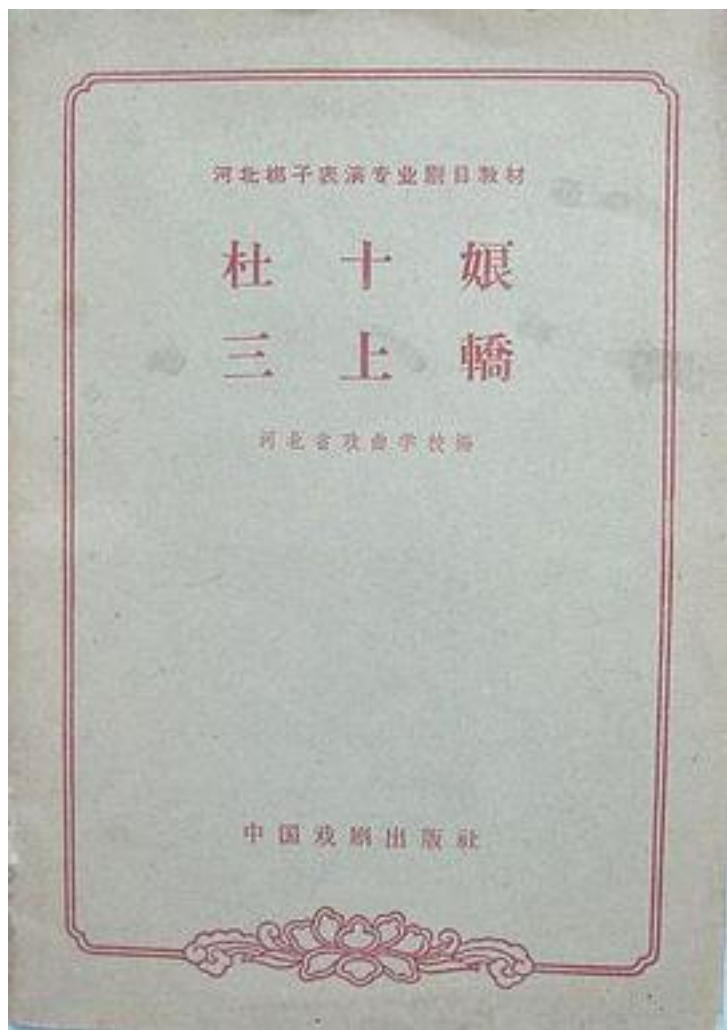 河北梆子表演专业剧目教材
杜十娘
三上轎
河北省戏曲学校编
中国戏剧出版社